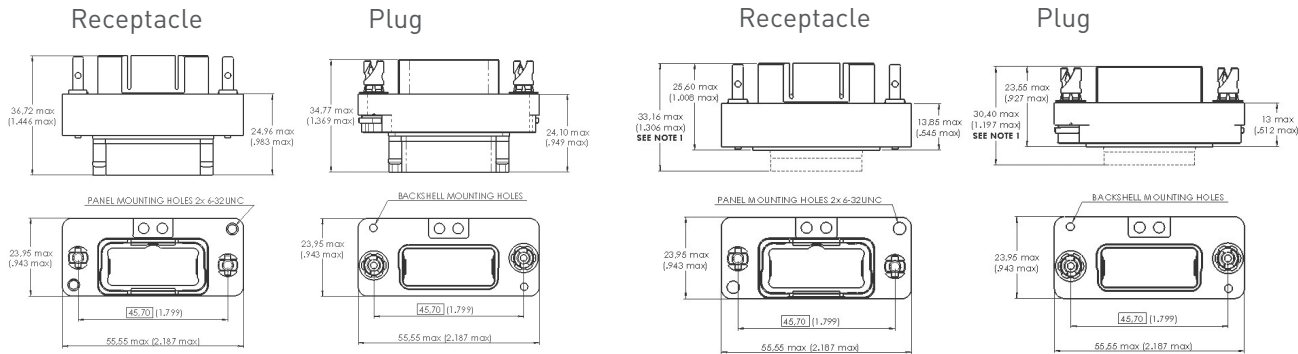 Receptacle
Plug
Receptacle
Plug
36,72 max
(1.446 max)
24,96 max
(.983 max)
34,77 max
(1.369 max)
24,10 max
(.949 max)
25,60 max
(1.008 max)
33,16 max
(1.306 max)
SEE NOTE 1
13,85 max
(.545 max)
23,55 max
(.927 max)
30,40 max
(1.197 max)
SEE NOTE 1
13 max
(.512 max)
PANEL MOUNTING HOLES 2x 6-32UNC
23,95 max
(.943 max)
45,70 (1.799)
55,55 max (2.187 max)
BACKSHELL MOUNTING HOLES
23,95 max
(.943 max)
45,70 (1.799)
55,55 max (2.187 max)
PANEL MOUNTING HOLES 2x 6-32UNC
23,95 max
(.943 max)
45,70 (1.799)
55,55 max (2.187 max)
BACKSHELL MOUNTING HOLES
23,95 max
(.943 max)
45,70 (1.799)
55,55 max (2.187 max)